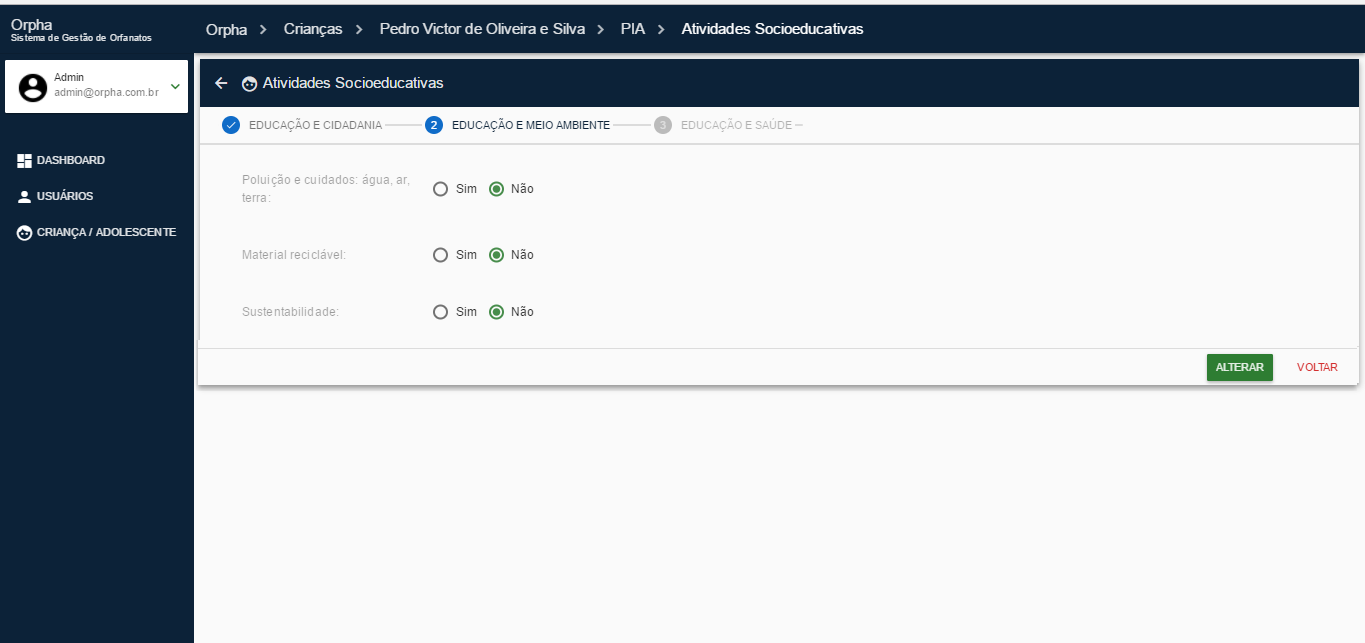 Orpha
Sistema de Gestão de Orfanatos
Orpha > Crianças > Pedro Victor de Oliveira e Silva > PIA > Atividades Socioeducativas
Admin
admin@orpha.com.br
DASHBOARD
USUÁRIOS
CRIANÇA / ADOLESCENTE
Atividades Socioeducativas
EDUCAÇÃO E CIDADANIA 2 EDUCAÇÃO E MEIO AMBIENTE 3 EDUCAÇÃO E SAÚDE
Poluição e cuidados: água, ar,
terra:
Sim Não
Material reciclável: Sim Não
Sustentabilidade: Sim Não
ALTERAR VOLTAR